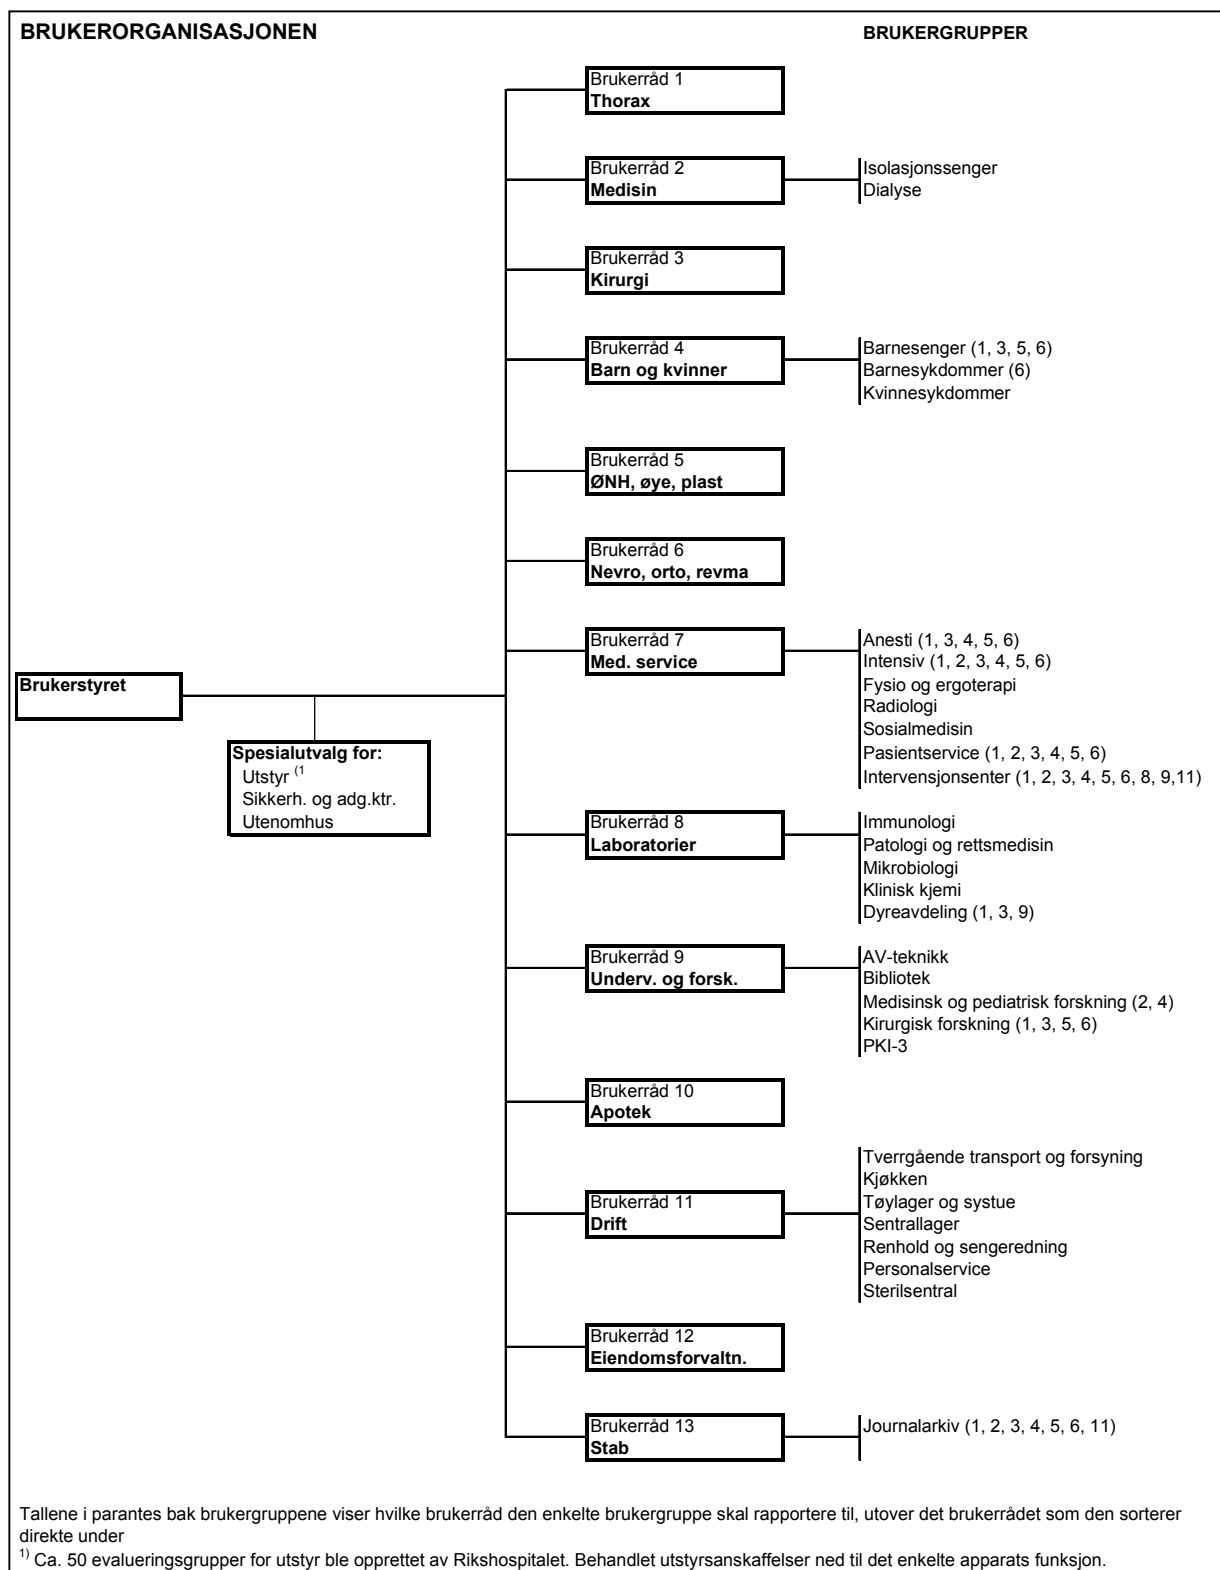 BRUKERORGANISASJONEN
BRUKERGRUPPER
Brukerråd 1
Thorax
Brukerråd 2
Medisin
Isolasjonssenger
Dialyse
Brukerråd 3
Kirurgi
Brukerråd 4
Barn og kvinner
Barnesenger (1, 3, 5, 6)
Barnesykdommer (6)
Kvinnesykdommer
Brukerråd 5
ØNH, øye, plast
Brukerråd 6
Nevro, orto, revma
Brukerråd 7
Med. service
Anesti (1, 3, 4, 5, 6)
Intensiv (1, 2, 3, 4, 5, 6)
Fysio og ergoterapi
Radiologi
Sosialmedisin
Pasientservice (1, 2, 3, 4, 5, 6)
Intervensjonsenter (1, 2, 3, 4, 5, 6, 8, 9,11)
Brukerstyret
Spesialutvalg for:
Utstyr (1
Sikkerh. og adg.ktr.
Utenomhus
Brukerråd 8
Laboratorier
Immunologi
Patologi og rettsmedisin
Mikrobiologi
Klinisk kjemi
Dyreavdeling (1, 3, 9)
Brukerråd 9
Underv. og forsk.
AV-teknikk
Bibliotek
Medisinsk og pediatrisk forskning (2, 4)
Kirurgisk forskning (1, 3, 5, 6)
PKI-3
Brukerråd 10
Apotek
Brukerråd 11
Drift
Tverrgående transport og forsyning
Kjøkken
Tøylager og systue
Sentrallager
Renhold og sengeredning
Personalservice
Sterilsentral
Brukerråd 12
Eiendomsforvaltn.
Brukerråd 13
Stab
Journalarkiv (1, 2, 3, 4, 5, 6, 11)
Tallene i parantes bak brukergruppene viser hvilke brukerråd den enkelte brukergruppe skal rapportere til, utover det brukerrådet som den sorterer
direkte under
1) Ca. 50 evalueringsgrupper for utstyr ble opprettet av Rikshospitalet. Behandlet utstyrsanskaffelser ned til det enkelte apparats funksjon.